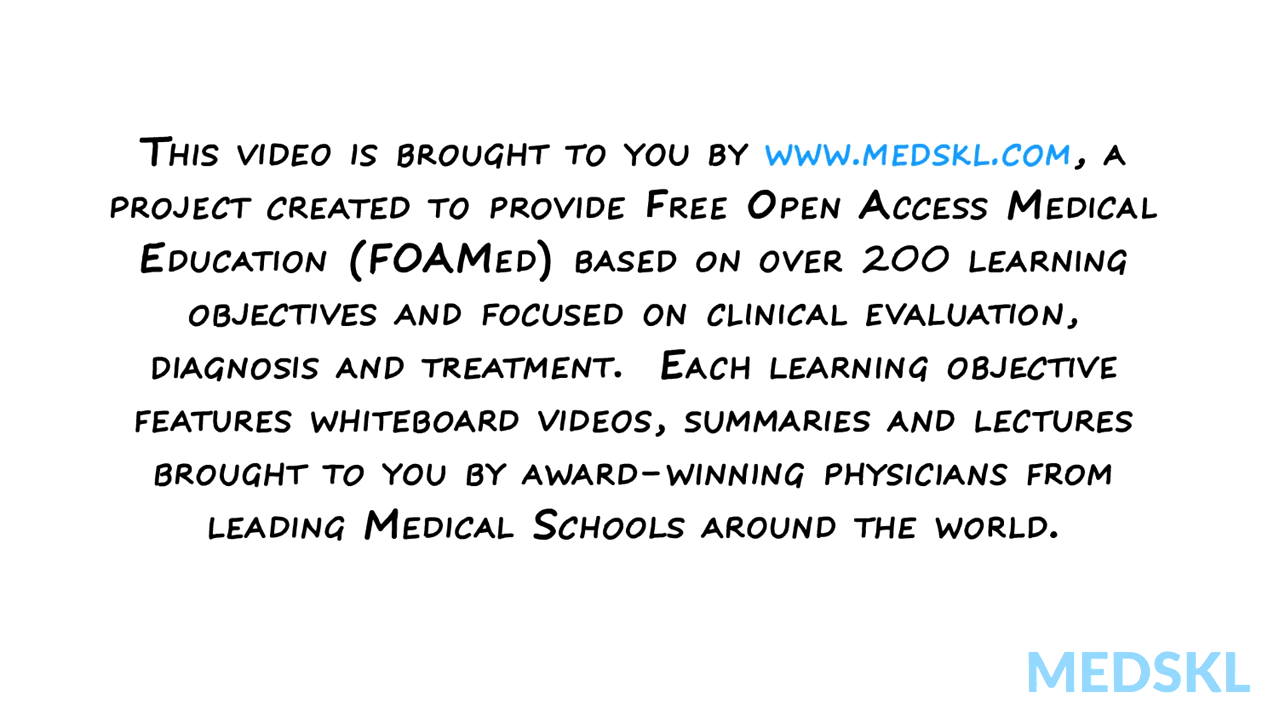 This video is brought to you by www.medskl.com, a
project created to provide Free Open Access Medical
Education (FOAMed) based on over 200 learning
objectives and focused on clinical evaluation,
diagnosis and treatment.  Each learning objective
features whiteboard videos, summaries and lectures
brought to you by award-winning physicians from
leading Medical Schools around the world.
MEDSKL